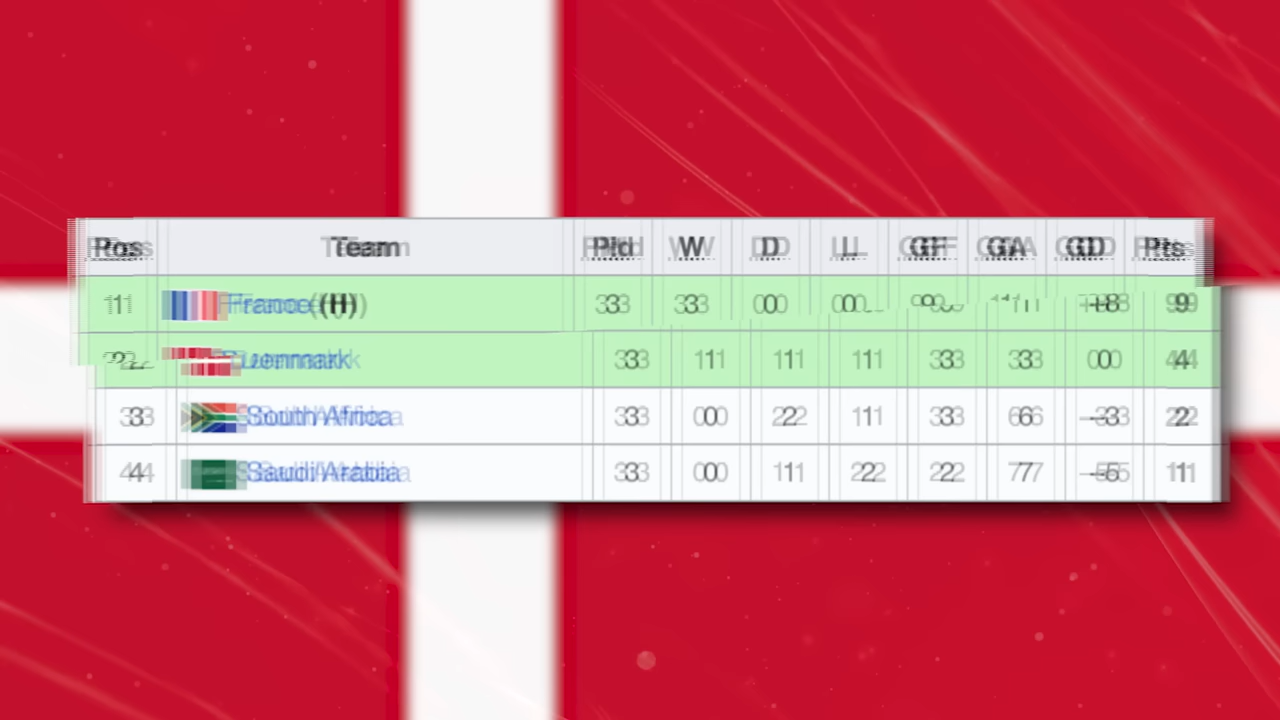 Pos Team Pld W D L GF GA GD Pts
1 France (H) 3 3 0 0 9 1 +8 9
2 Denmark 3 1 1 1 3 3 0 4
3 South Africa 3 0 2 1 3 6 −3 2
4 Saudi Arabia 3 0 1 2 2 7 −5 1